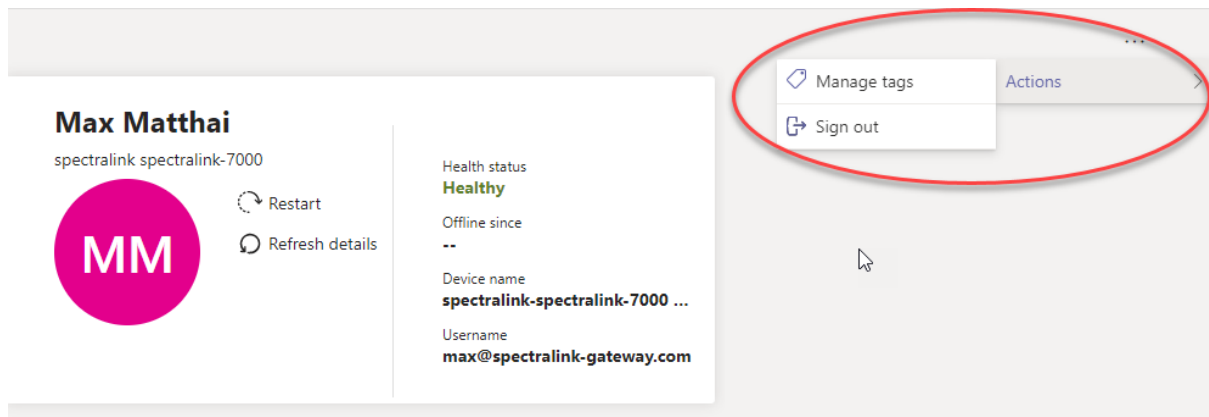 ...
Manage tags
Actions
Sign out
Max Matthai
spectralink spectralink-7000
MM
Restart
Refresh details
Health status
Healthy
Offline since
--
Device name
spectralink-spectralink-7000 ...
Username
max@spectralink-gateway.com